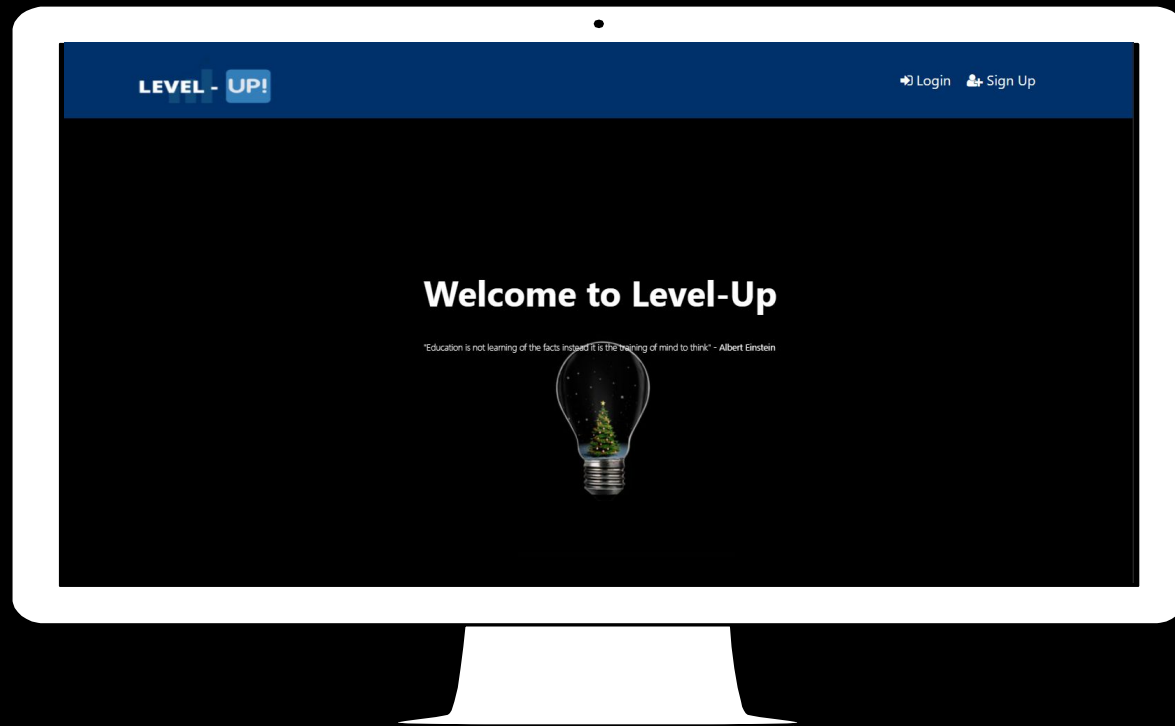 LEVEL - UP!
Login Sign Up
Welcome to Level-Up
"Education is not learning of the facts instead it is the training of mind to think" - Albert Einstein